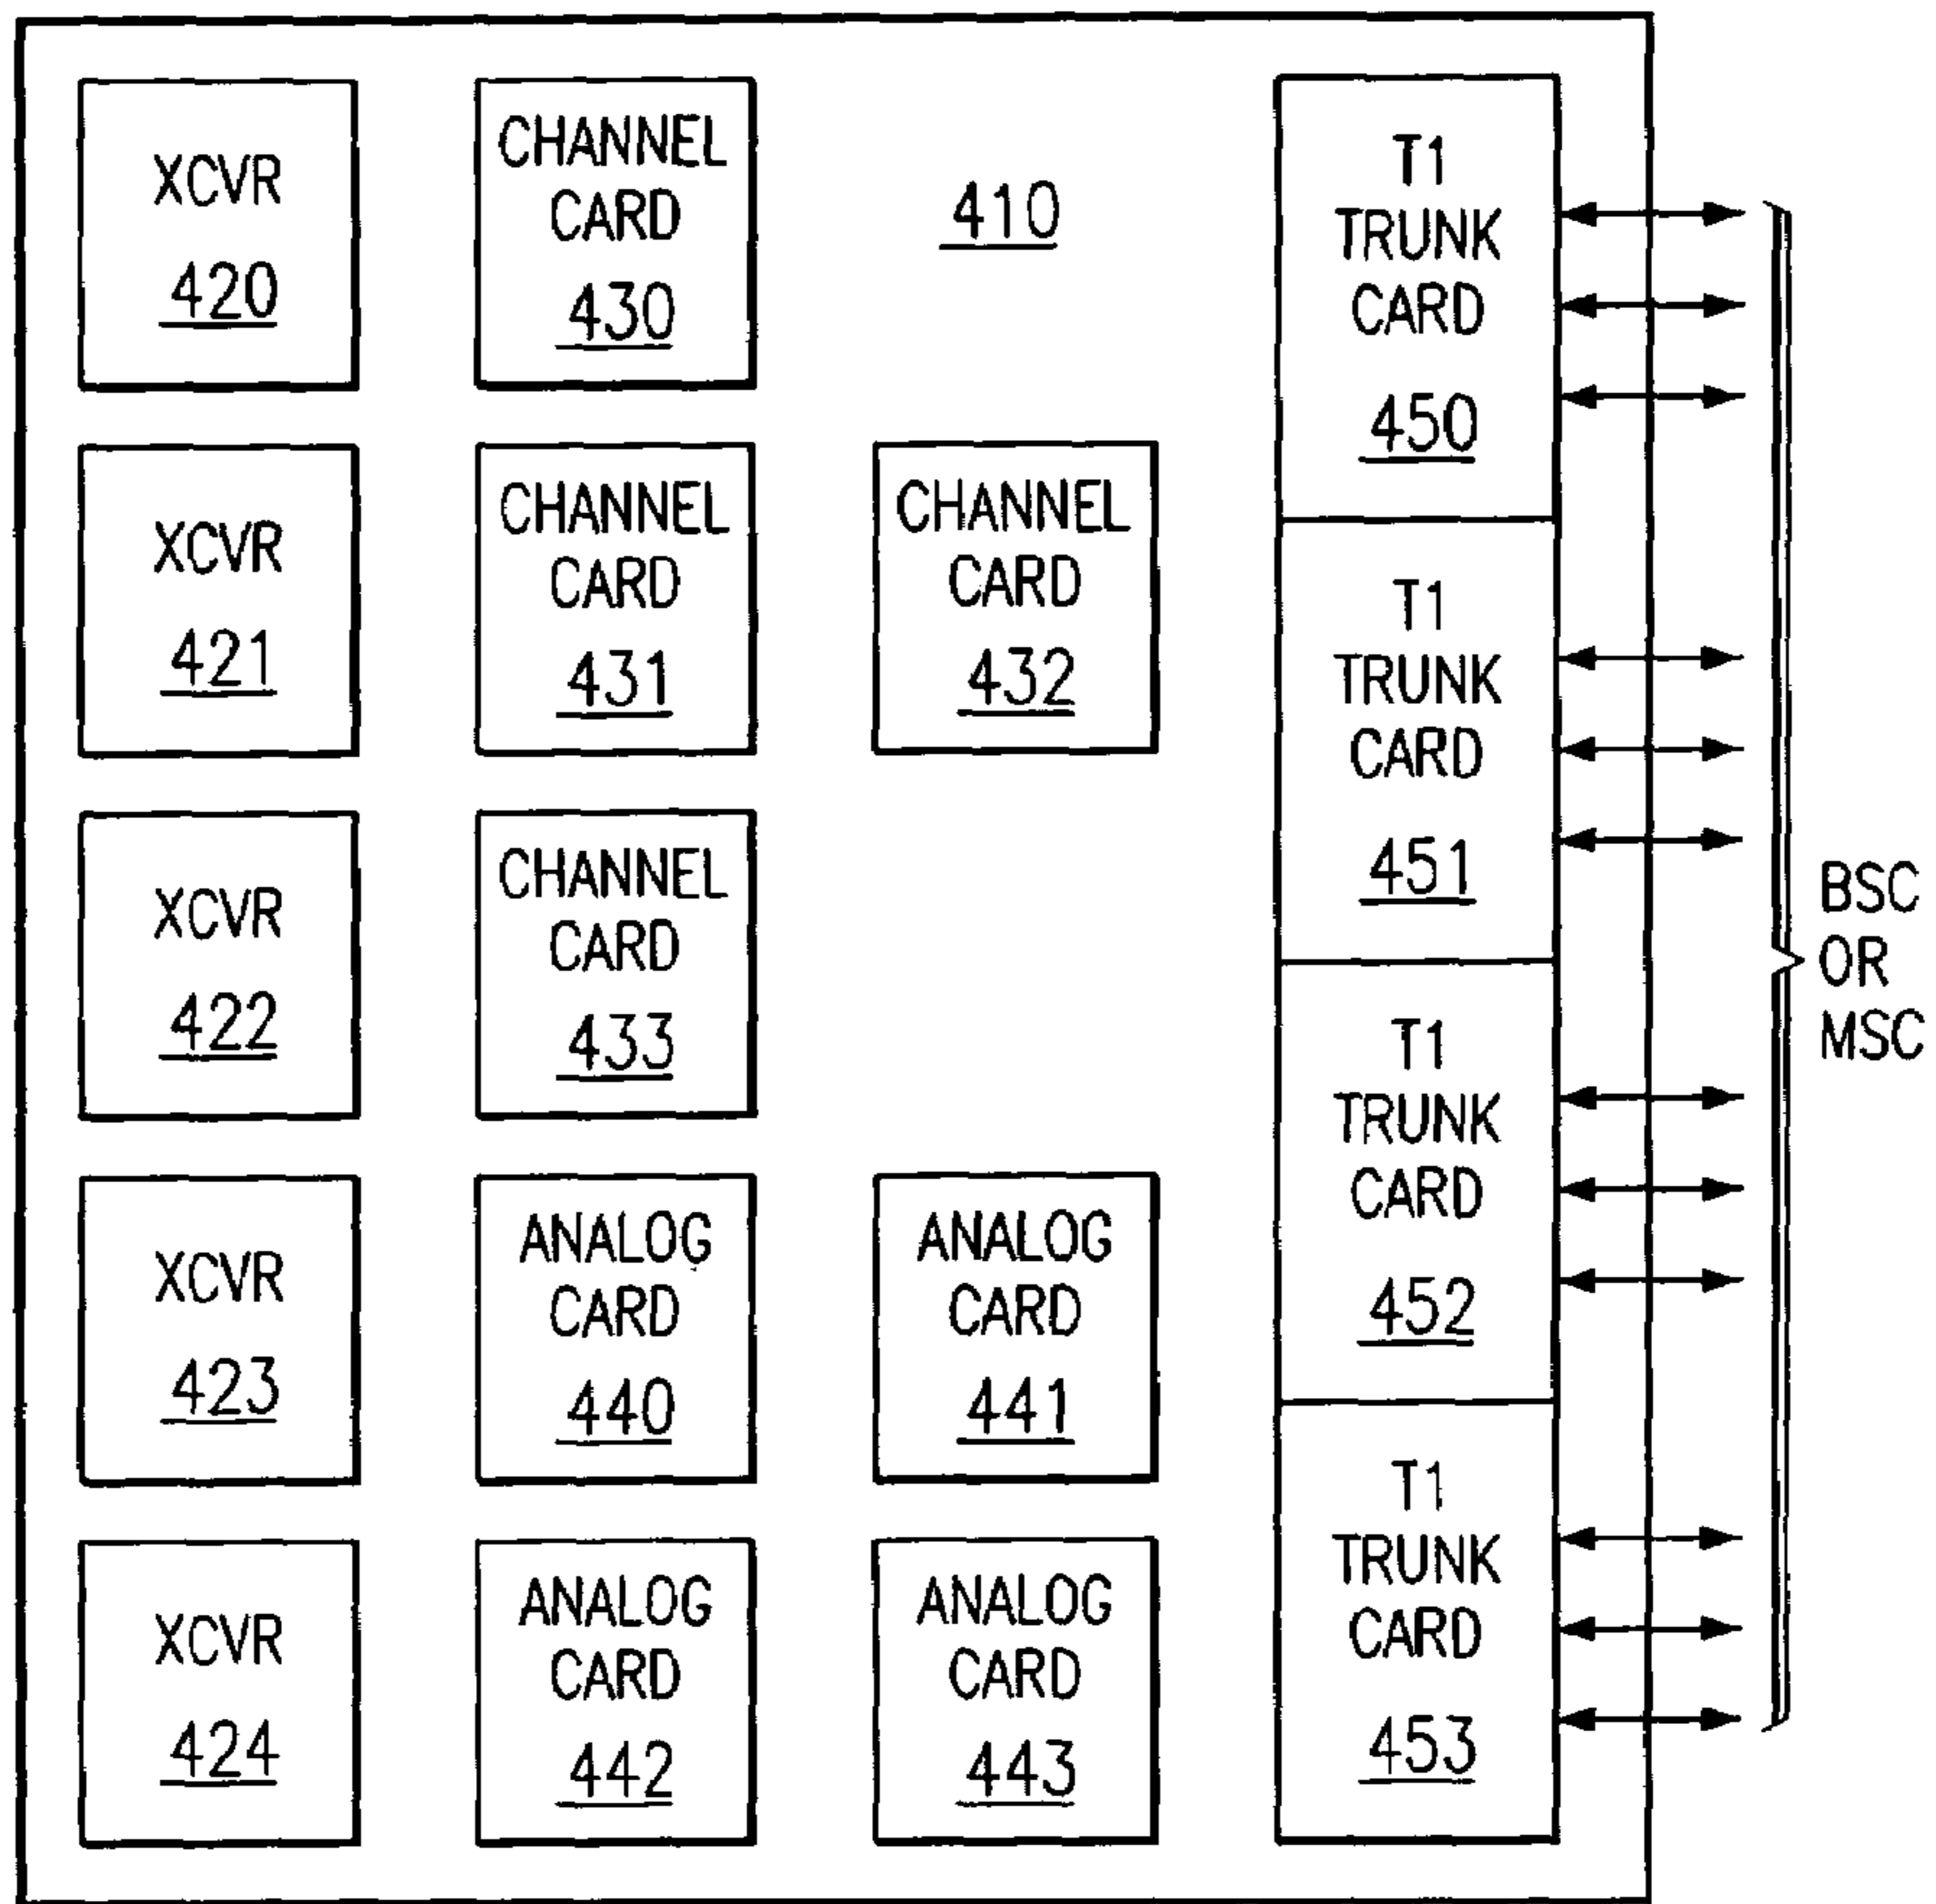 XCVR
420
CHANNEL
CARD
430
410
T1
TRUNK
CARD
450
XCVR
421
CHANNEL
CARD
431
CHANNEL
CARD
432
T1
TRUNK
CARD
451
XCVR
422
CHANNEL
CARD
433
BSC
OR
MSC
T1
TRUNK
CARD
452
XCVR
423
ANALOG
CARD
440
ANALOG
CARD
441
T1
TRUNK
CARD
453
XCVR
424
ANALOG
CARD
442
ANALOG
CARD
443